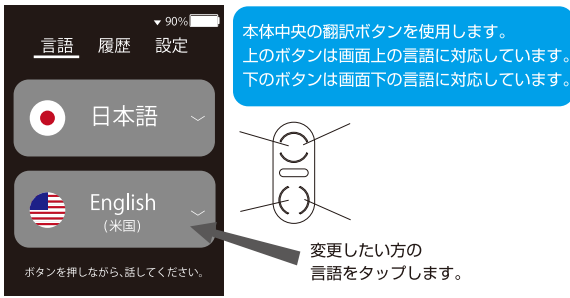 ▼ 90%
言語 履歴 設定
日本語
English
(米国)
ボタンを押しながら、話してください。
本体中央の翻訳ボタンを使用します。
上のボタンは画面上の言語に対応しています。
下のボタンは画面下の言語に対応しています。
変更したい方の
言語をタップします。